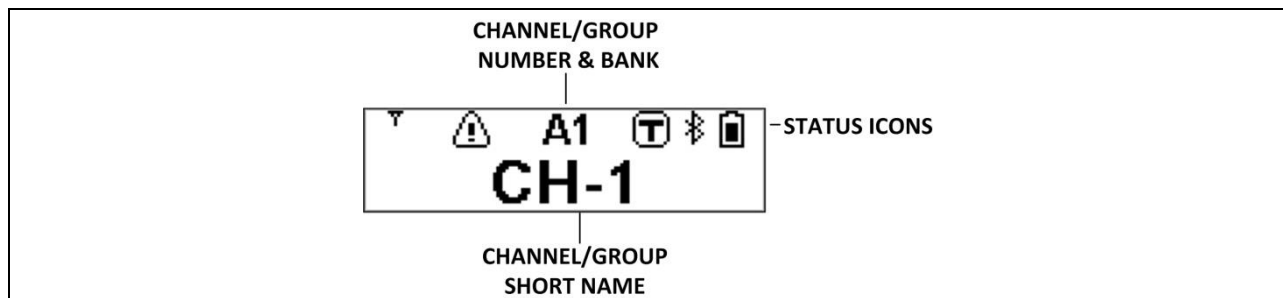 CHANNEL/GROUP
NUMBER & BANK
A1 T
-STATUS ICONS
CH-1
CHANNEL/GROUP
SHORT NAME